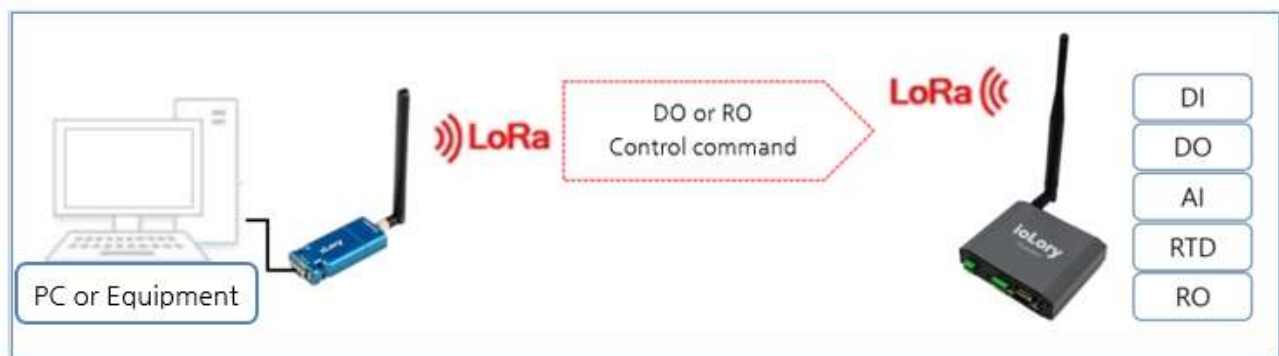 LoRa
DO or RO
Control command
LoRa
DI
DO
AI
RTD
RO
PC or Equipment
ioLory